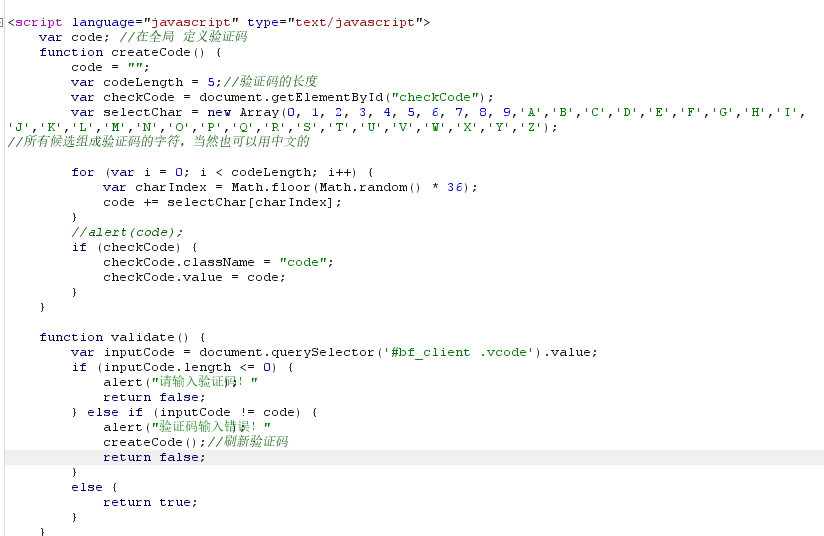 <script language="javascript" type="text/javascript">
    var code; //在全局 定义验证码
    function createCode() {
        code = "";
        var codeLength = 5;//验证码的长度
        var checkCode = document.getElementById("checkCode");
        var selectChar = new Array(0, 1, 2, 3, 4, 5, 6, 7, 8, 9,'A','B','C','D','E','F','G','H','I',
'J','K','L','M','N','O','P','Q','R','S','T','U','V','W','X','Y','Z');
//所有候选组成验证码的字符，当然也可以用中文的
        for (var i = 0; i < codeLength; i++) {
            var charIndex = Math.floor(Math.random() * 36);
            code += selectChar[charIndex];
        }
        //alert(code);
        if (checkCode) {
            checkCode.className = "code";
            checkCode.value = code;
        }
    }
    function validate() {
        var inputCode = document.querySelector('#bf_client .vcode').value;
        if (inputCode.length <= 0) {
            alert("请输入验证码！");
            return false;
        } else if (inputCode != code) {
            alert("验证码输入错误！");
            createCode();//刷新验证码
            return false;
        }
        else {
            return true;
        }
    }